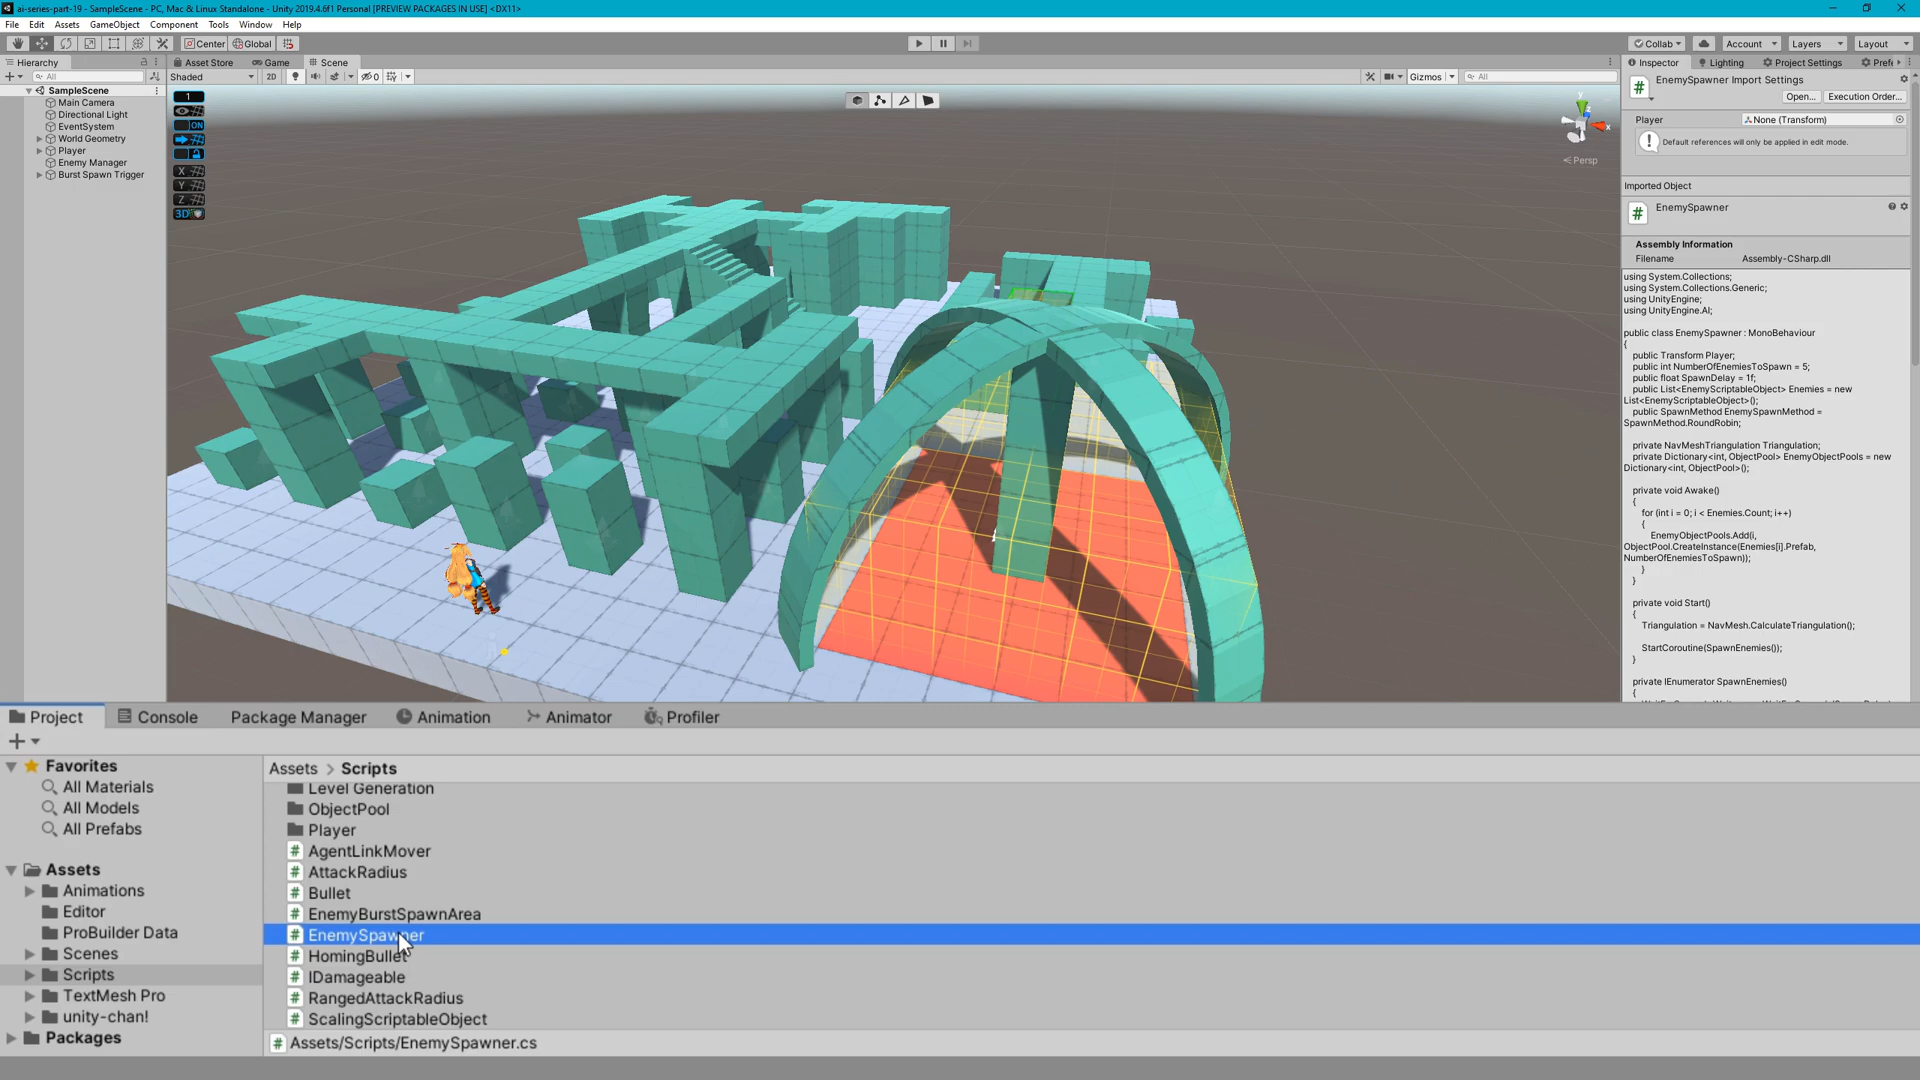 ai-series-part-19 - SampleScene - PC, Mac & Linux Standalone - Unity 2019.4.6f1 Personal [PREVIEW PACKAGES IN USE] <DX11>
File Edit Assets GameObject Component Tools Window Help
Center Global Collab Account Layers Layout
Hierarchy Asset Store Game Scene Inspector Lighting Project Settings
All Shaded 2D 0 Gizmos All
SampleScene
Main Camera
Directional Light
EventSystem
World Geometry
Player
Enemy Manager
Burst Spawn Trigger
1
ON
X
Y
Z
3D
y
x
Persp
EnemySpawner Import Settings
Open... Execution Order...
Player None (Transform)
Default references will only be applied in edit mode.
Imported Object
EnemySpawner
Assembly Information
Filename Assembly-CSharp.dll
using System.Collections;
using System.Collections.Generic;
using UnityEngine;
using UnityEngine.AI;
public class EnemySpawner : MonoBehaviour
{
public Transform Player;
public int NumberOfEnemiesToSpawn = 5;
public float SpawnDelay = 1f;
public List<EnemyScriptableObject> Enemies = new
List<EnemyScriptableObject>();
public SpawnMethod EnemySpawnMethod =
SpawnMethod.RoundRobin;
private NavMeshTriangulation Triangulation;
private Dictionary<int, ObjectPool> EnemyObjectPools = new
Dictionary<int, ObjectPool>();
private void Awake()
{
for (int i = 0; i < Enemies.Count; i++)
{
EnemyObjectPools.Add(i,
ObjectPool.CreateInstance(Enemies[i].Prefab,
NumberOfEnemiesToSpawn));
}
}
private void Start()
{
Triangulation = NavMesh.CalculateTriangulation();
StartCoroutine(SpawnEnemies());
}
private IEnumerator SpawnEnemies()
{
Project Console Package Manager Animation Animator Profiler
Favorites
All Materials
All Models
All Prefabs
Assets
Animations
Editor
ProBuilder Data
Scenes
Scripts
TextMesh Pro
unity-chan!
Packages
Assets > Scripts
Level Generation
ObjectPool
Player
AgentLinkMover
AttackRadius
Bullet
EnemyBurstSpawnArea
EnemySpawner
HomingBullet
IDamageable
RangedAttackRadius
ScalingScriptableObject
Assets/Scripts/EnemySpawner.cs